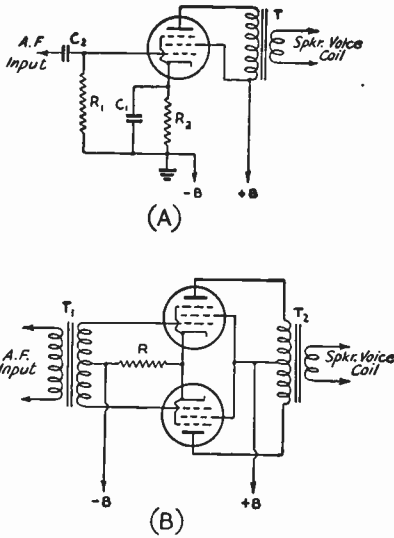 A.F.
Input
C₂
R₁
C₁
R₂
T
Spkr. Voice
Coil
-B
+B
(A)
T₁
A.F.
Input
R
T₂
Spkr. Voice
Coil
-B
+B
(B)